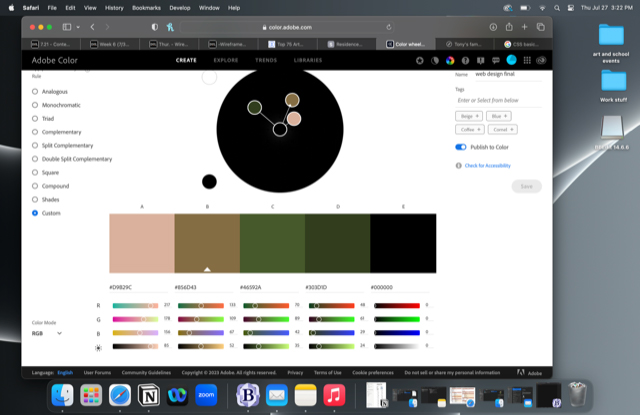 Safari File Edit View History Bookmarks Develop Window Help
Thu Jul 27 3:22 PM
color.adobe.com
7.21 - Conte...
Week 6 (7/3...
Thur. - Wire...
-Wireframe...
Top 75 Art...
Residence...
Color wheel...
Tony's fam...
CSS basic...
Adobe Color
CREATE EXPLORE TRENDS LIBRARIES
Rule
Analogous
Monochromatic
Triad
Complementary
Split Complementary
Double Split Complementary
Square
Compound
Shades
Custom
Name web design final
Tags
Enter or Select from below
Beige + Blue +
Coffee + Camel +
Publish to Color
Check for Accessibility
Save
A B C D E
#D9B29C #856D43 #46592A #303D1D #000000
R 217 133 70 48 0
G 178 109 89 61 0
B 156 67 42 29 0
85 52 35 24 0
Color Mode
RGB
Language: English User Forums Community Guidelines Copyright © 2023 Adobe. All rights reserved. Privacy Terms of Use Cookie preferences Do not sell or share my personal information Adobe
art and school
events
Work stuff
zoom